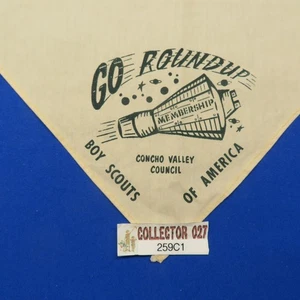 GO ROUNDUP
MEMBERSHIP
CONCHO VALLEY
COUNCIL
BOY SCOUTS OF AMERICA
COLLECTOR 027
259C1